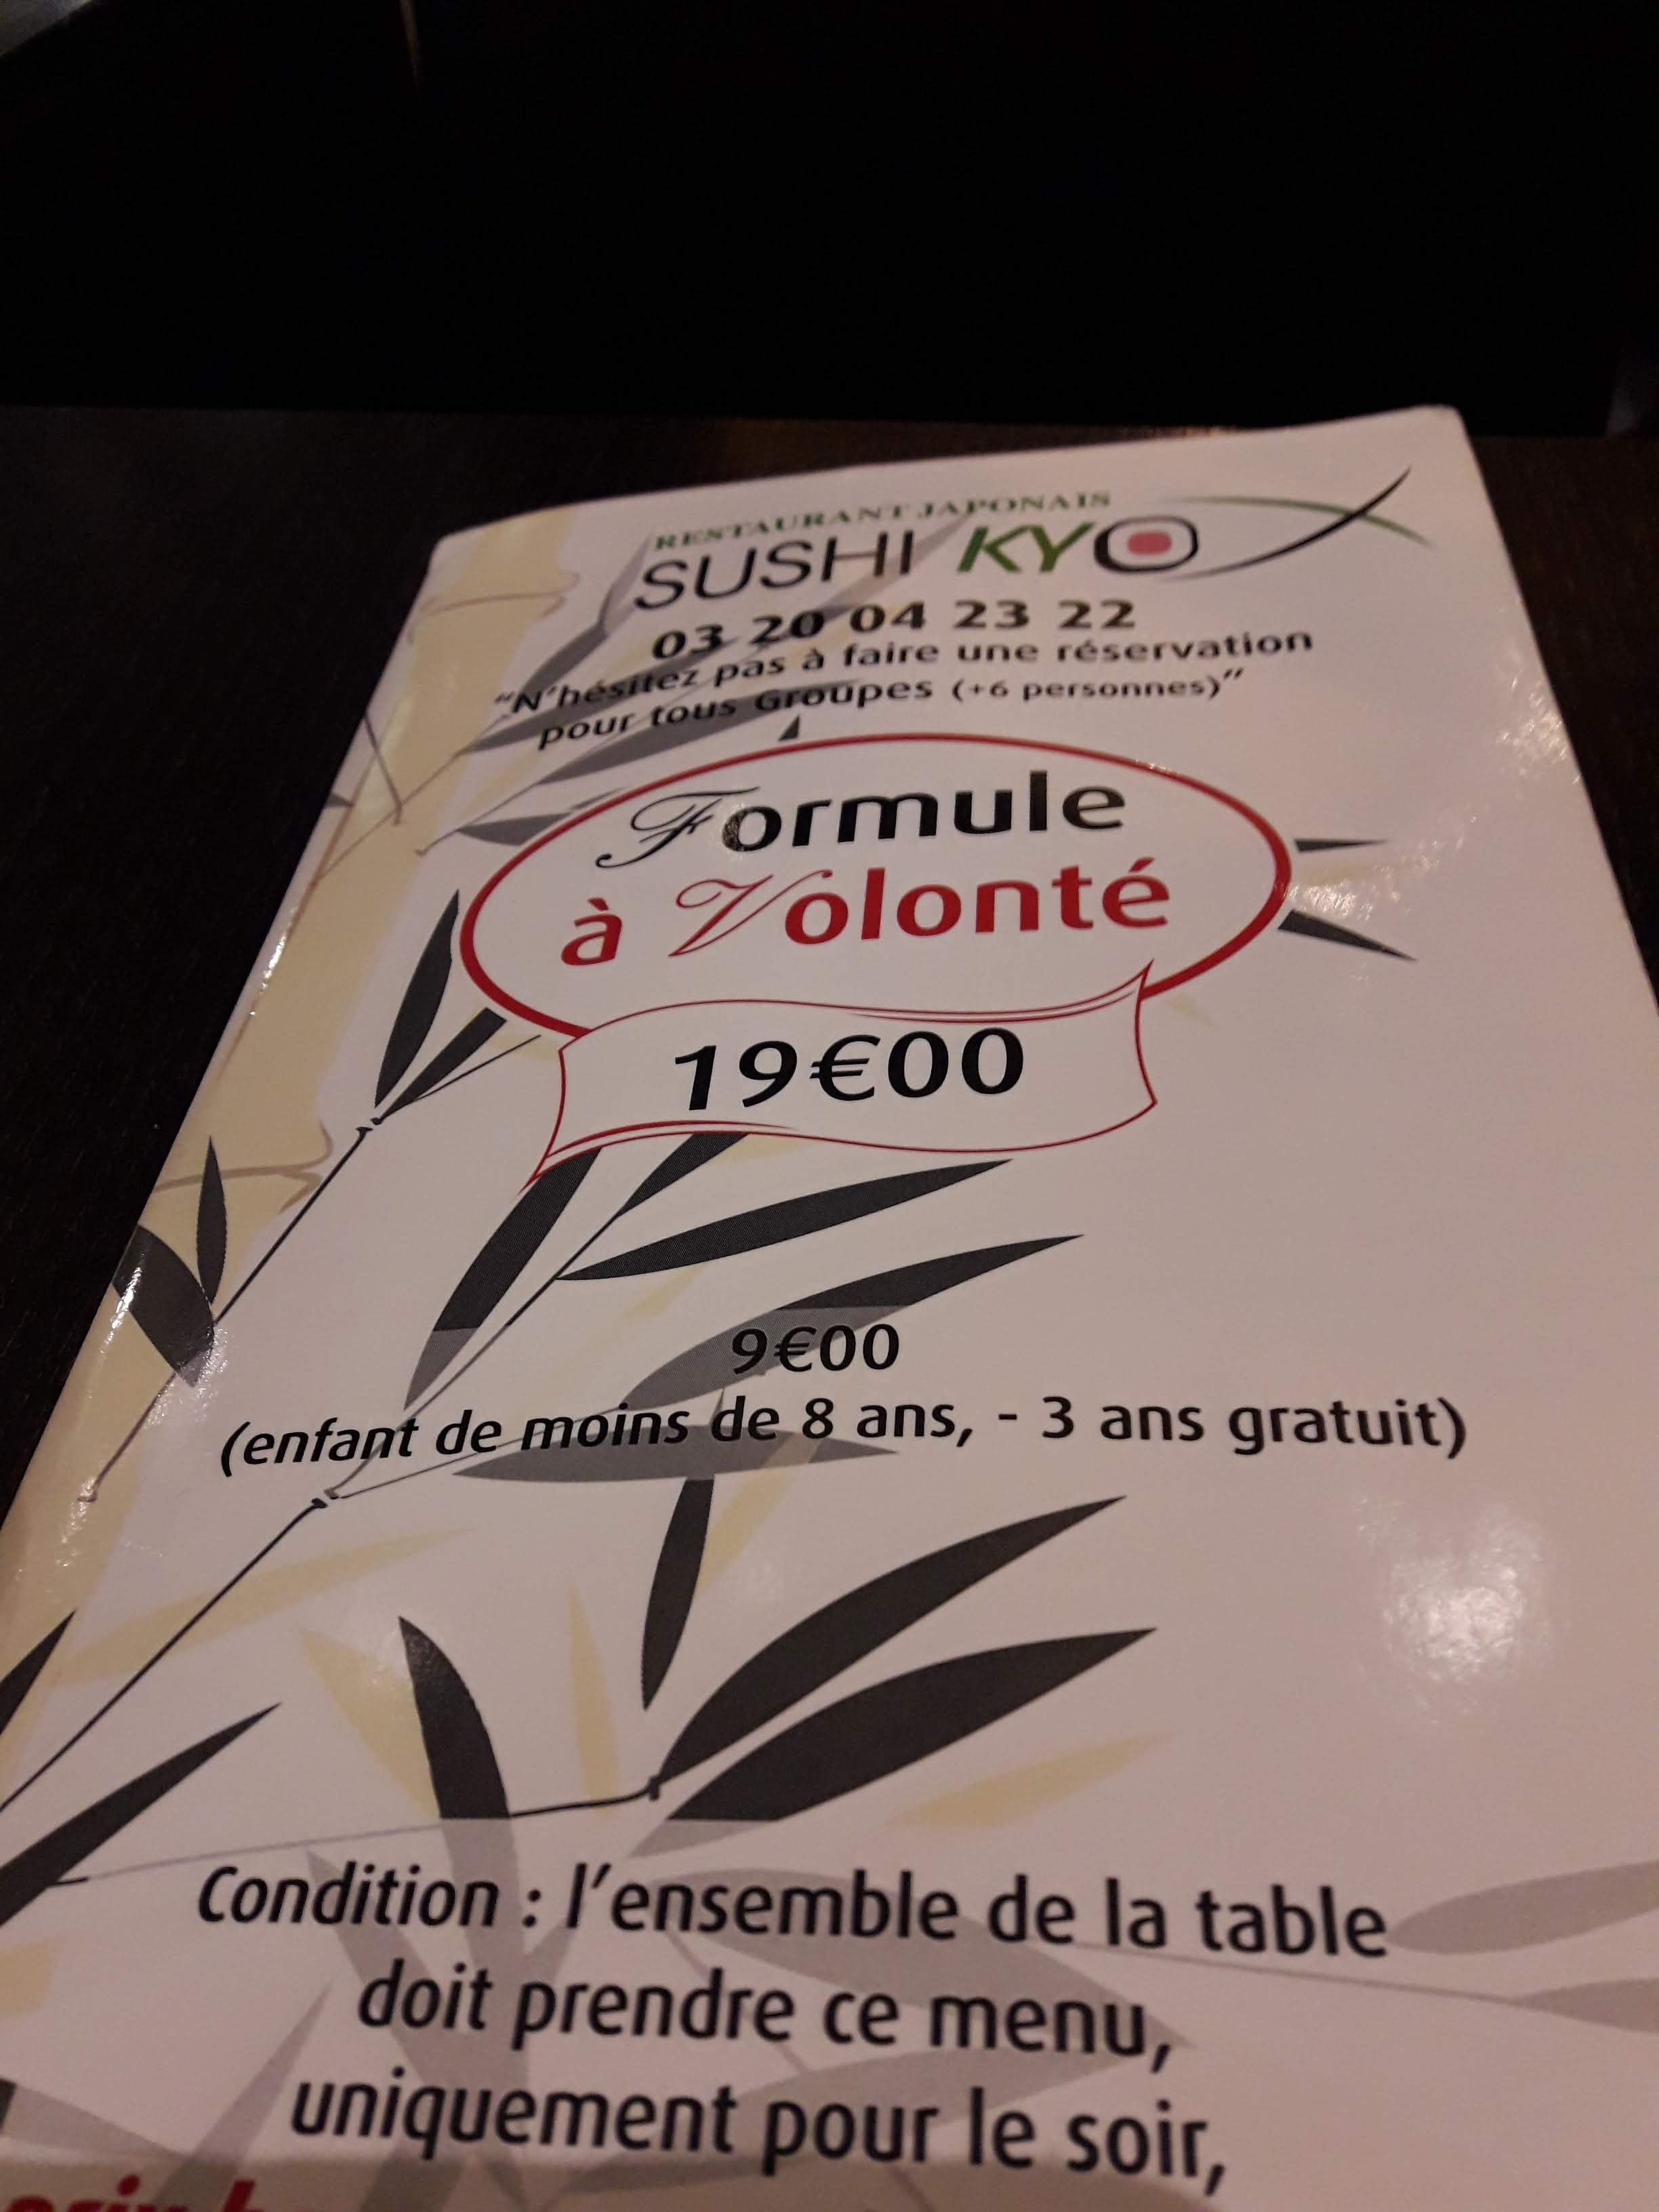 RESTAURANT JAPONAIS
SUSHI KYO
03 20 04 23 22
"N'hésitez pas à faire une réservation
pour tous Groupes (+6 personnes)"
Formule
à Volonté
19€00
9€00
(enfant de moins de 8 ans, - 3 ans gratuit)
Condition : l'ensemble de la table
doit prendre ce menu,
uniquement pour le soir,